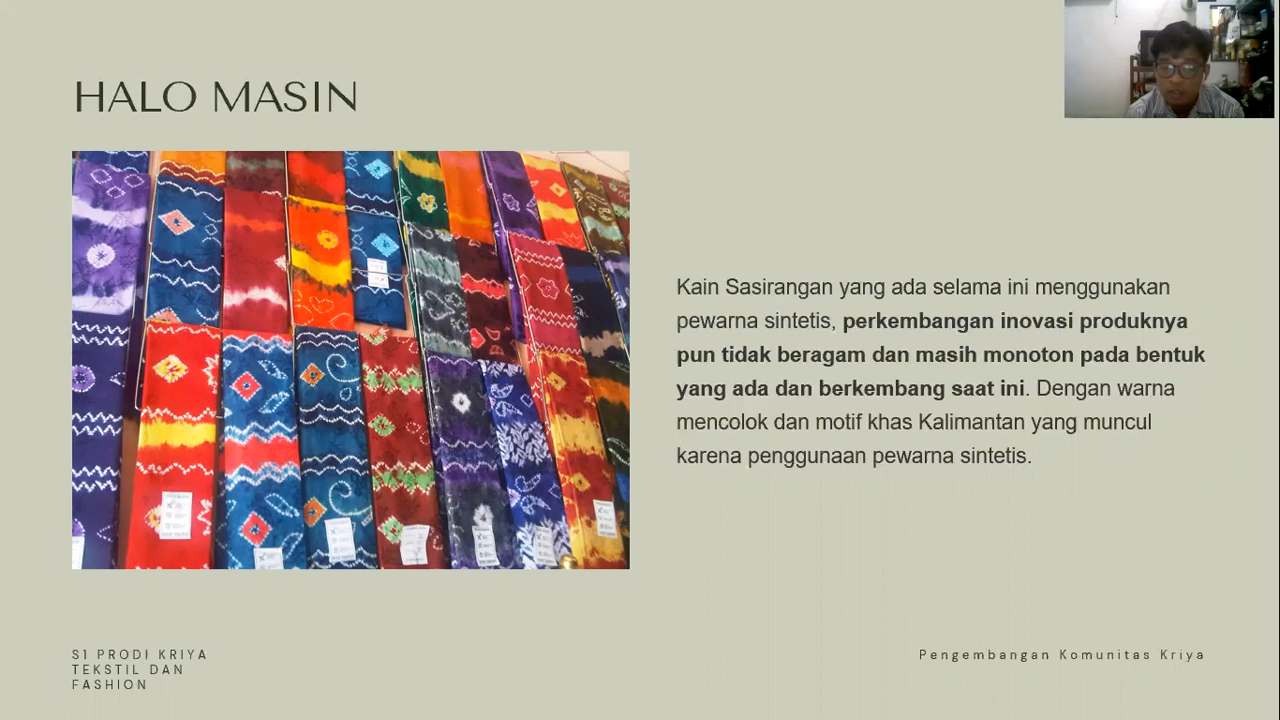 HALO MASIN
Kain Sasirangan yang ada selama ini menggunakan
pewarna sintetis, perkembangan inovasi produknya
pun tidak beragam dan masih monoton pada bentuk
yang ada dan berkembang saat ini. Dengan warna
mencolok dan motif khas Kalimantan yang muncul
karena penggunaan pewarna sintetis.
S1 PRODI KRIYA
TEKSTIL DAN
FASHION
Pengembangan Komunitas Kriya